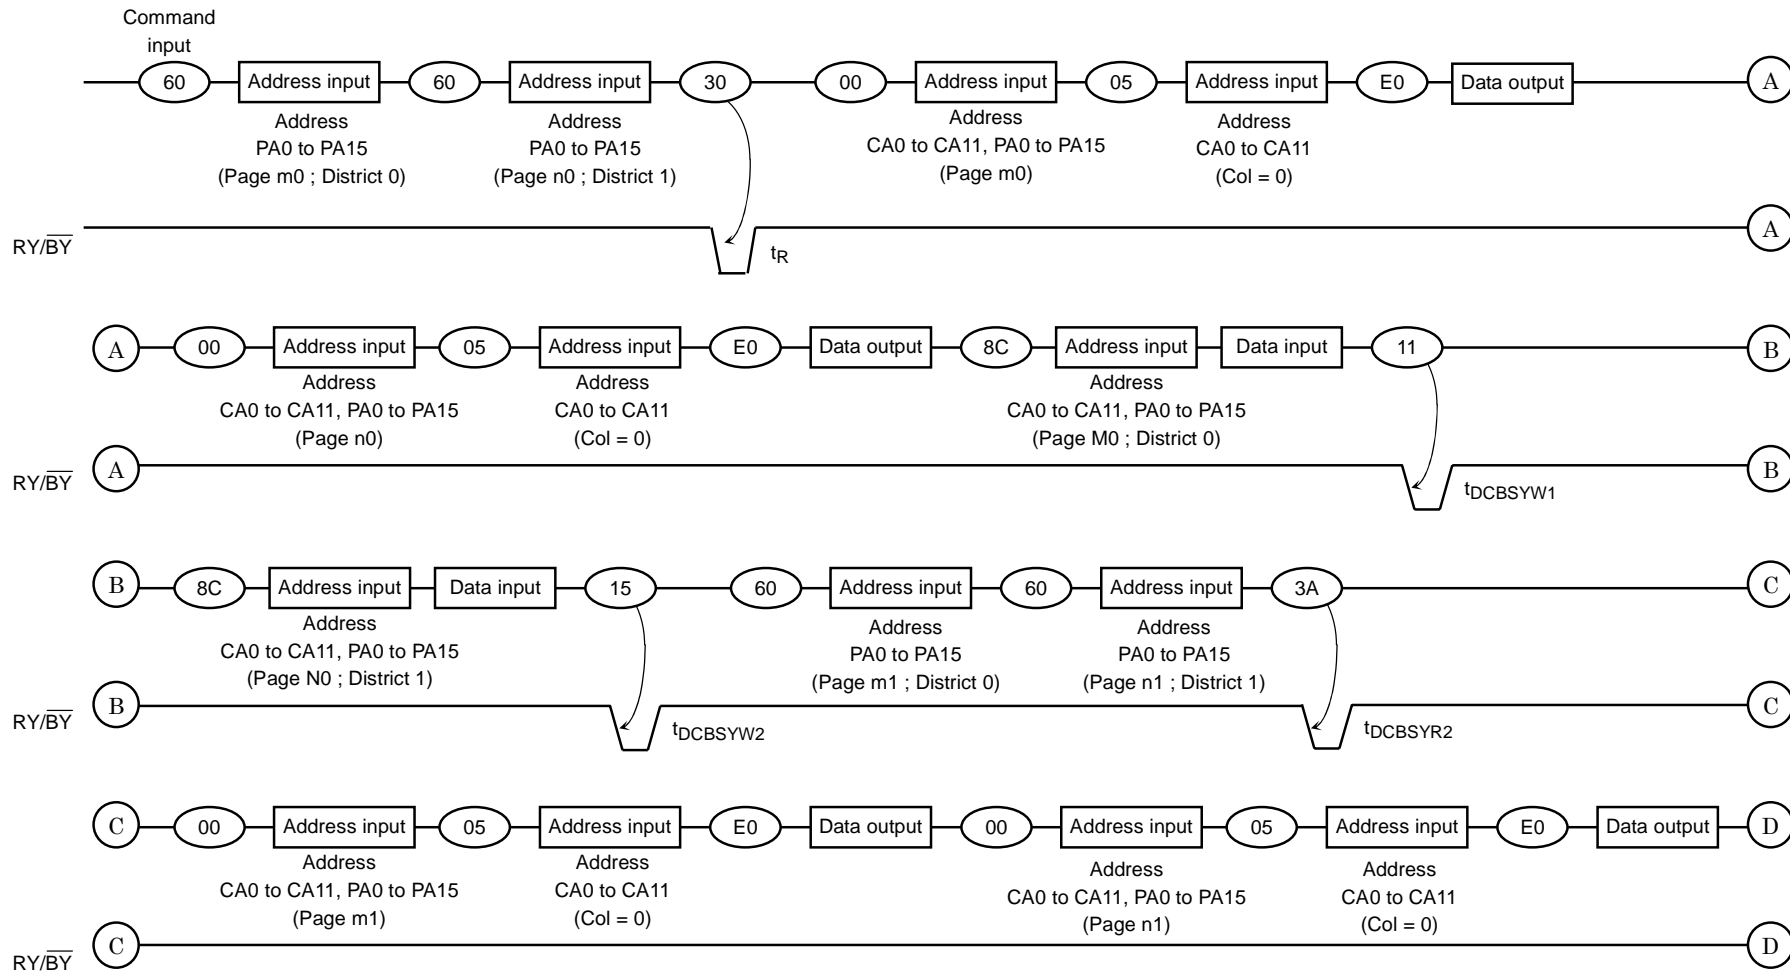 Command
input
60 Address input 60 Address input 30 00 Address input 05 Address input E0 Data output A
Address
PA0 to PA15
(Page m0 ; District 0)
Address
PA0 to PA15
(Page n0 ; District 1)
Address
CA0 to CA11, PA0 to PA15
(Page m0)
Address
CA0 to CA11
(Col = 0)
RY/BY tR A
A 00 Address input 05 Address input E0 Data output 8C Address input Data input 11 B
Address
CA0 to CA11, PA0 to PA15
(Page n0)
Address
CA0 to CA11
(Col = 0)
Address
CA0 to CA11, PA0 to PA15
(Page M0 ; District 0)
RY/BY A tDCBSYW1 B
B 8C Address input Data input 15 60 Address input 60 Address input 3A C
Address
CA0 to CA11, PA0 to PA15
(Page N0 ; District 1)
Address
PA0 to PA15
(Page m1 ; District 0)
Address
PA0 to PA15
(Page n1 ; District 1)
RY/BY B tDCBSYW2 tDCBSYR2 C
C 00 Address input 05 Address input E0 Data output 00 Address input 05 Address input E0 Data output D
Address
CA0 to CA11, PA0 to PA15
(Page m1)
Address
CA0 to CA11
(Col = 0)
Address
CA0 to CA11, PA0 to PA15
(Page n1)
Address
CA0 to CA11
(Col = 0)
RY/BY C D